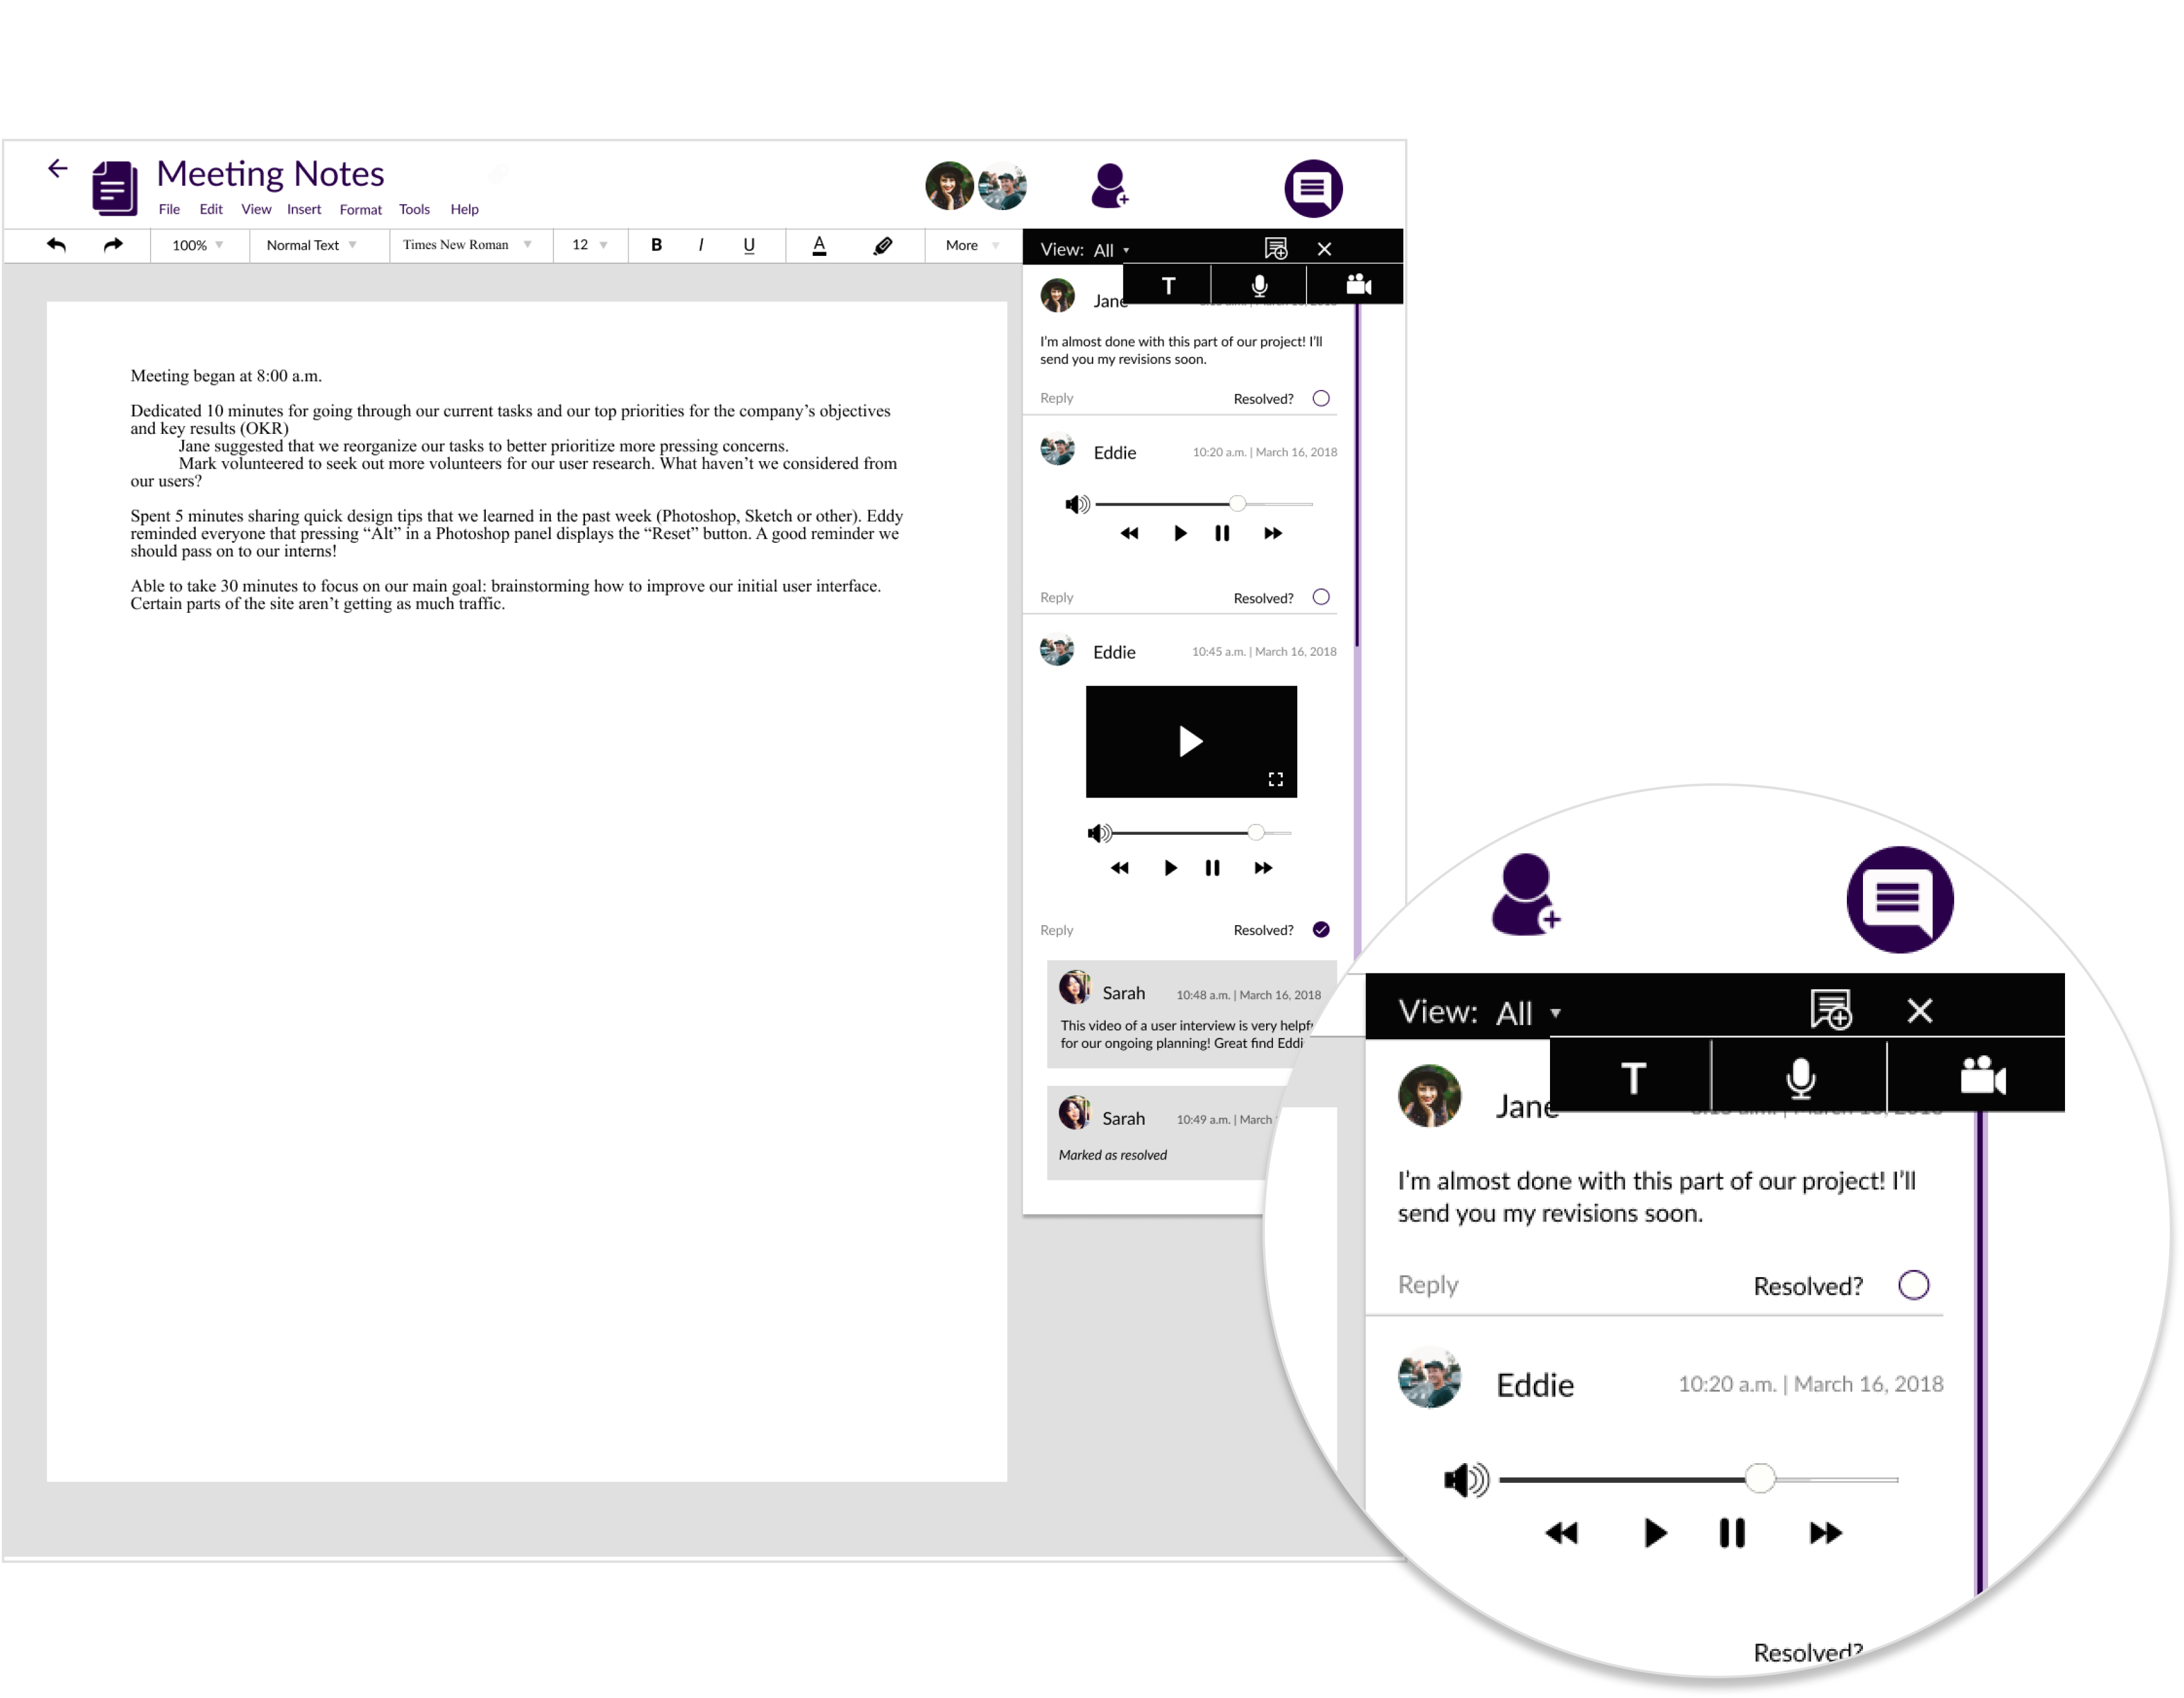 Meeting Notes
File Edit View Insert Format Tools Help
100% Normal Text Times New Roman 12 B I U A More
View: All
T
Jane
I'm almost done with this part of our project! I'll
send you my revisions soon.
Reply Resolved?
Eddie 10:20 a.m. | March 16, 2018
Reply Resolved?
Eddie 10:45 a.m. | March 16, 2018
Reply Resolved?
Sarah 10:48 a.m. | March 16, 2018
This video of a user interview is very
for our ongoing planning! Great find
Sarah 10:49 a.m. | March
Marked as resolved
Meeting began at 8:00 a.m.
Dedicated 10 minutes for going through our current tasks and our top priorities for the company’s objectives
and key results (OKR)
Jane suggested that we reorganize our tasks to better prioritize more pressing concerns.
Mark volunteered to seek out more volunteers for our user research. What haven’t we considered from
our users?
Spent 5 minutes sharing quick design tips that we learned in the past week (Photoshop, Sketch or other). Eddy
reminded everyone that pressing “Alt” in a Photoshop panel displays the “Reset” button. A good reminder we
should pass on to our interns!
Able to take 30 minutes to focus on our main goal: brainstorming how to improve our initial user interface.
Certain parts of the site aren’t getting as much traffic.
View: All
T
Jane
I'm almost done with this part of our project! I'll
send you my revisions soon.
Reply Resolved?
Eddie 10:20 a.m. | March 16, 2018
Resolved?